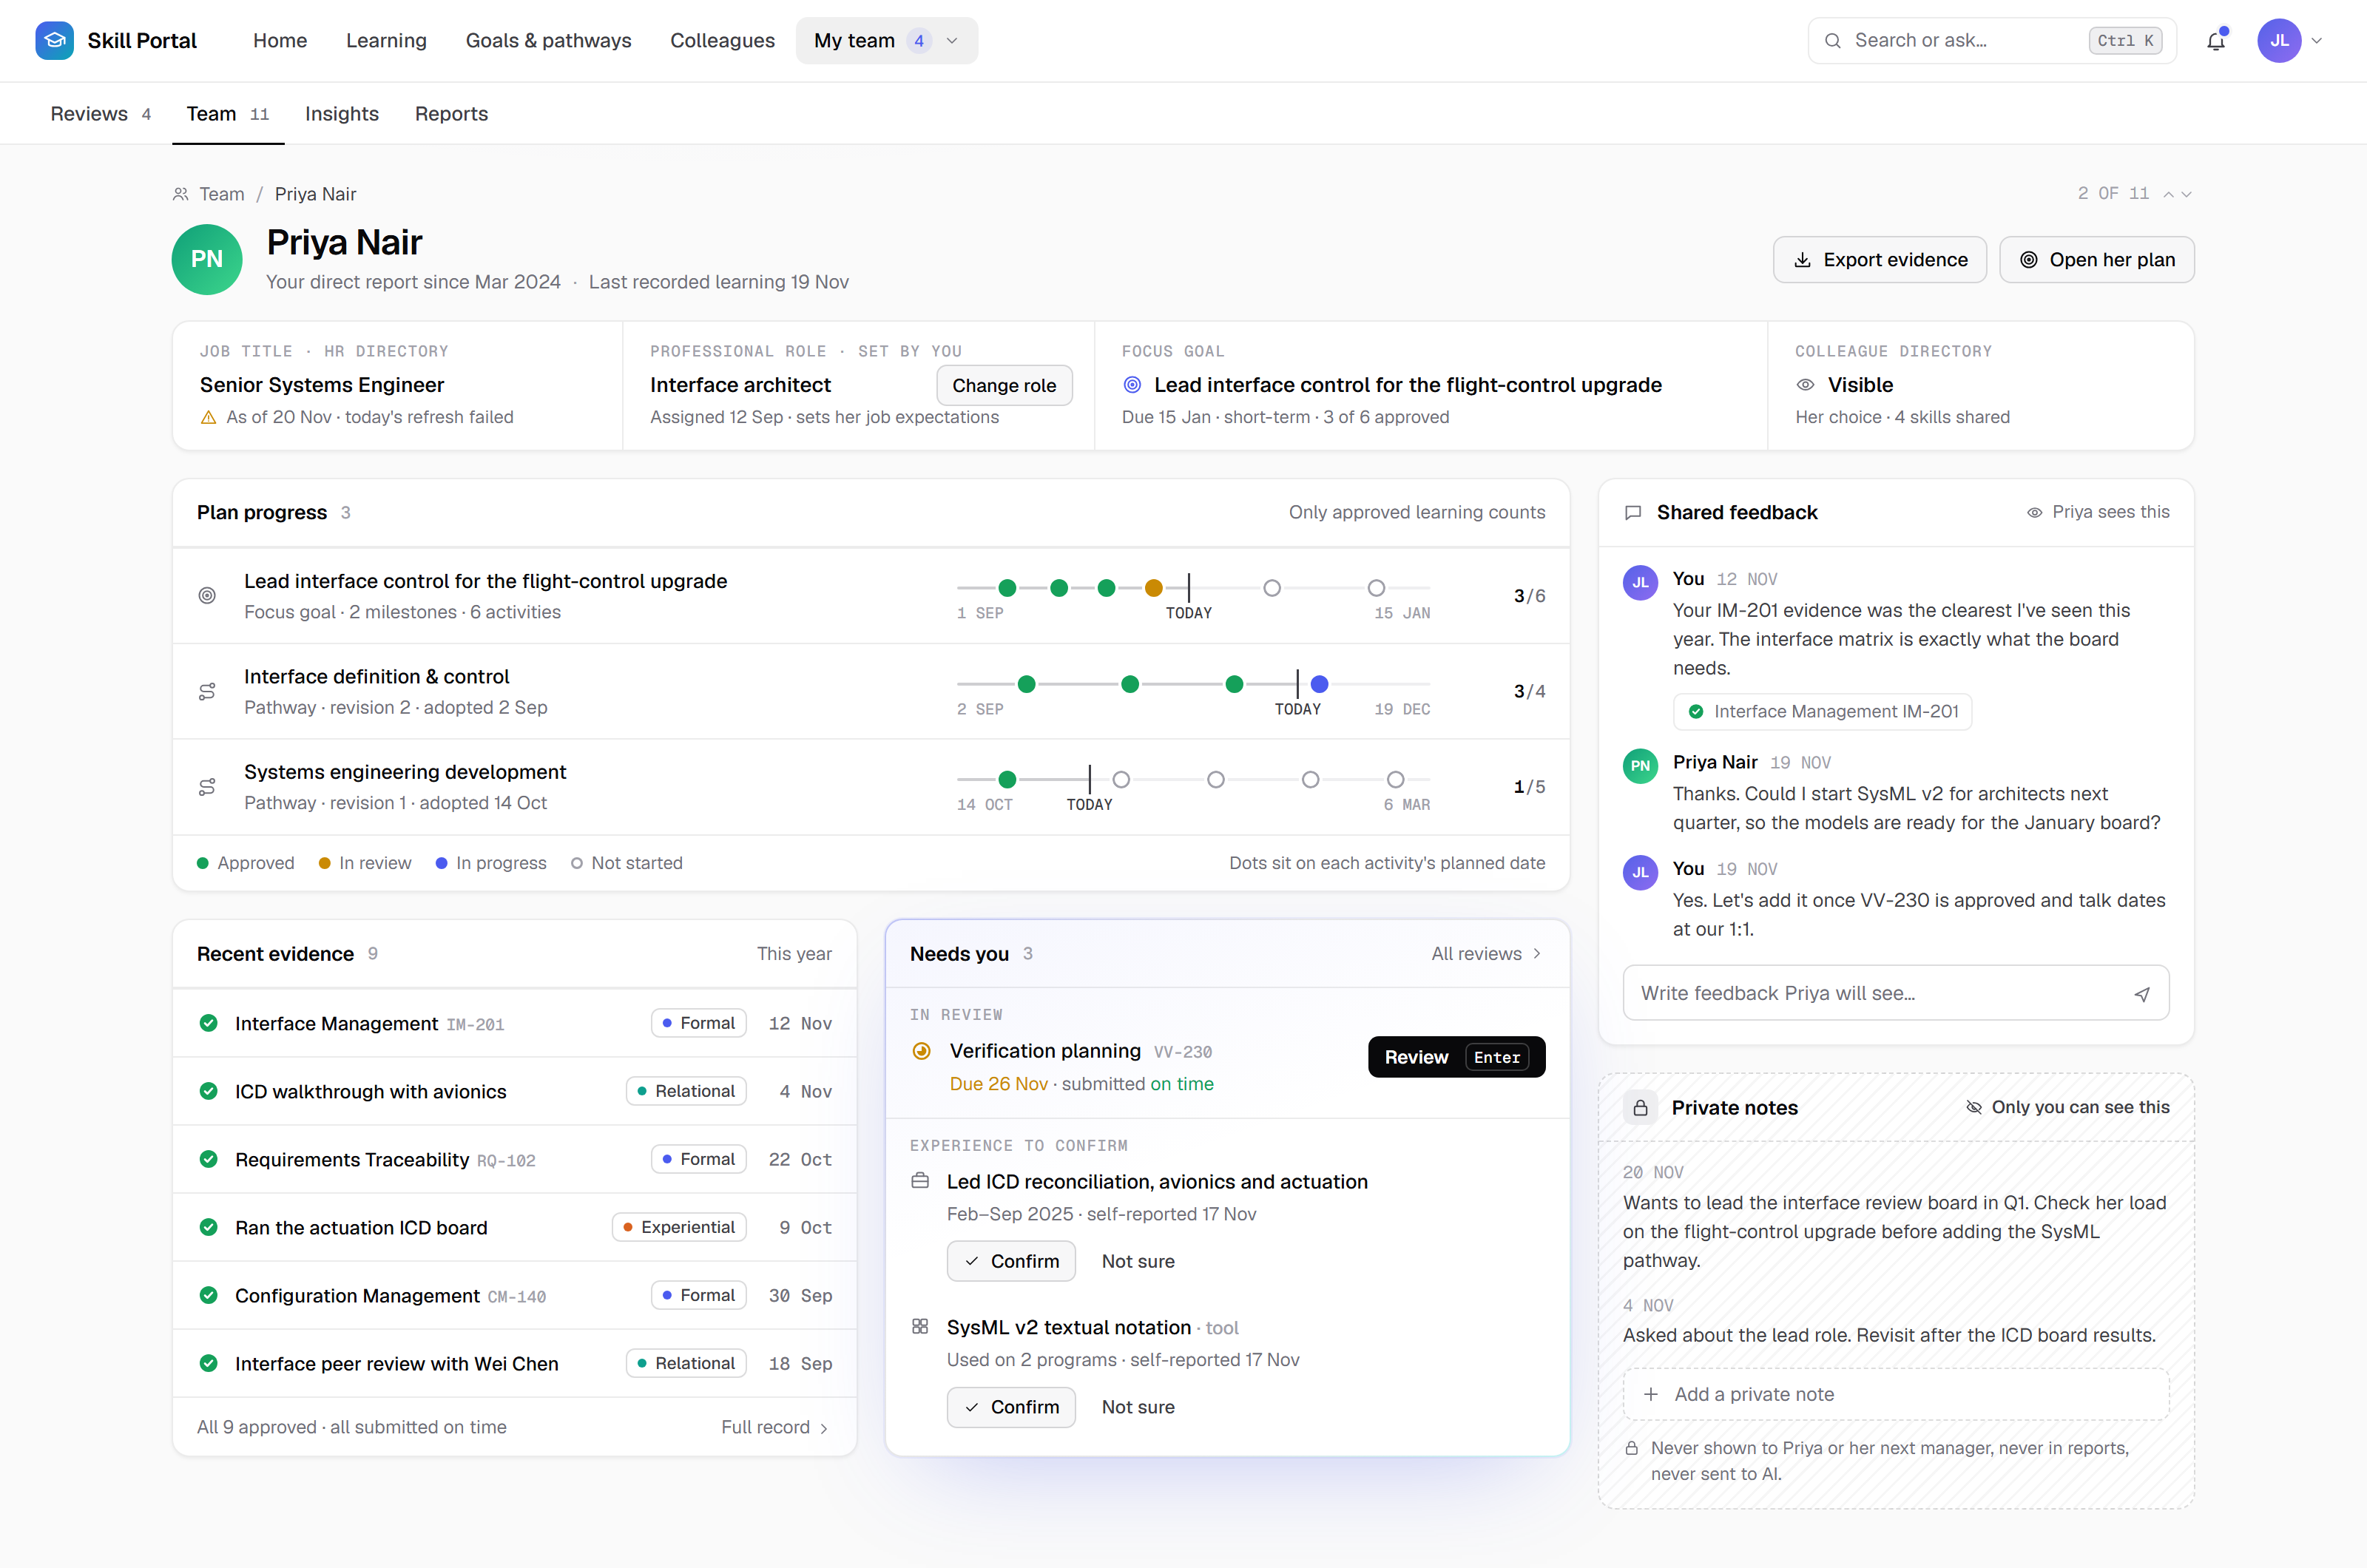 Skill Portal
Home
Learning
Goals & pathways
Colleagues
My team 4
Search or ask...
Ctrl K
JL
Reviews 4
Team 11
Insights
Reports
Team / Priya Nair
2 OF 11
PN
Priya Nair
Your direct report since Mar 2024 · Last recorded learning 19 Nov
Export evidence
Open her plan
JOB TITLE · HR DIRECTORY
Senior Systems Engineer
As of 20 Nov · today's refresh failed
PROFESSIONAL ROLE · SET BY YOU
Interface architect
Change role
Assigned 12 Sep · sets her job expectations
FOCUS GOAL
Lead interface control for the flight-control upgrade
Due 15 Jan · short-term · 3 of 6 approved
COLLEAGUE DIRECTORY
Visible
Her choice · 4 skills shared
Plan progress 3
Only approved learning counts
Lead interface control for the flight-control upgrade
Focus goal · 2 milestones · 6 activities
1 SEP
TODAY
15 JAN
3/6
Interface definition & control
Pathway · revision 2 · adopted 2 Sep
2 SEP
TODAY
19 DEC
3/4
Systems engineering development
Pathway · revision 1 · adopted 14 Oct
14 OCT
TODAY
6 MAR
1/5
Approved
In review
In progress
Not started
Dots sit on each activity's planned date
Recent evidence 9
This year
Interface Management IM-201
Formal
12 Nov
ICD walkthrough with avionics
Relational
4 Nov
Requirements Traceability RQ-102
Formal
22 Oct
Ran the actuation ICD board
Experiential
9 Oct
Configuration Management CM-140
Formal
30 Sep
Interface peer review with Wei Chen
Relational
18 Sep
All 9 approved · all submitted on time
Full record
Needs you 3
All reviews
IN REVIEW
Verification planning VV-230
Due 26 Nov · submitted on time
Review Enter
EXPERIENCE TO CONFIRM
Led ICD reconciliation, avionics and actuation
Feb–Sep 2025 · self-reported 17 Nov
Confirm
Not sure
SysML v2 textual notation · tool
Used on 2 programs · self-reported 17 Nov
Confirm
Not sure
Shared feedback
Priya sees this
JL
You 12 NOV
Your IM-201 evidence was the clearest I've seen this
year. The interface matrix is exactly what the board
needs.
Interface Management IM-201
PN
Priya Nair 19 NOV
Thanks. Could I start SysML v2 for architects next
quarter, so the models are ready for the January board?
JL
You 19 NOV
Yes. Let's add it once VV-230 is approved and talk dates
at our 1:1.
Write feedback Priya will see...
Private notes
Only you can see this
20 NOV
Wants to lead the interface review board in Q1. Check her load
on the flight-control upgrade before adding the SysML
pathway.
4 NOV
Asked about the lead role. Revisit after the ICD board results.
Add a private note
Never shown to Priya or her next manager, never in reports,
never sent to AI.